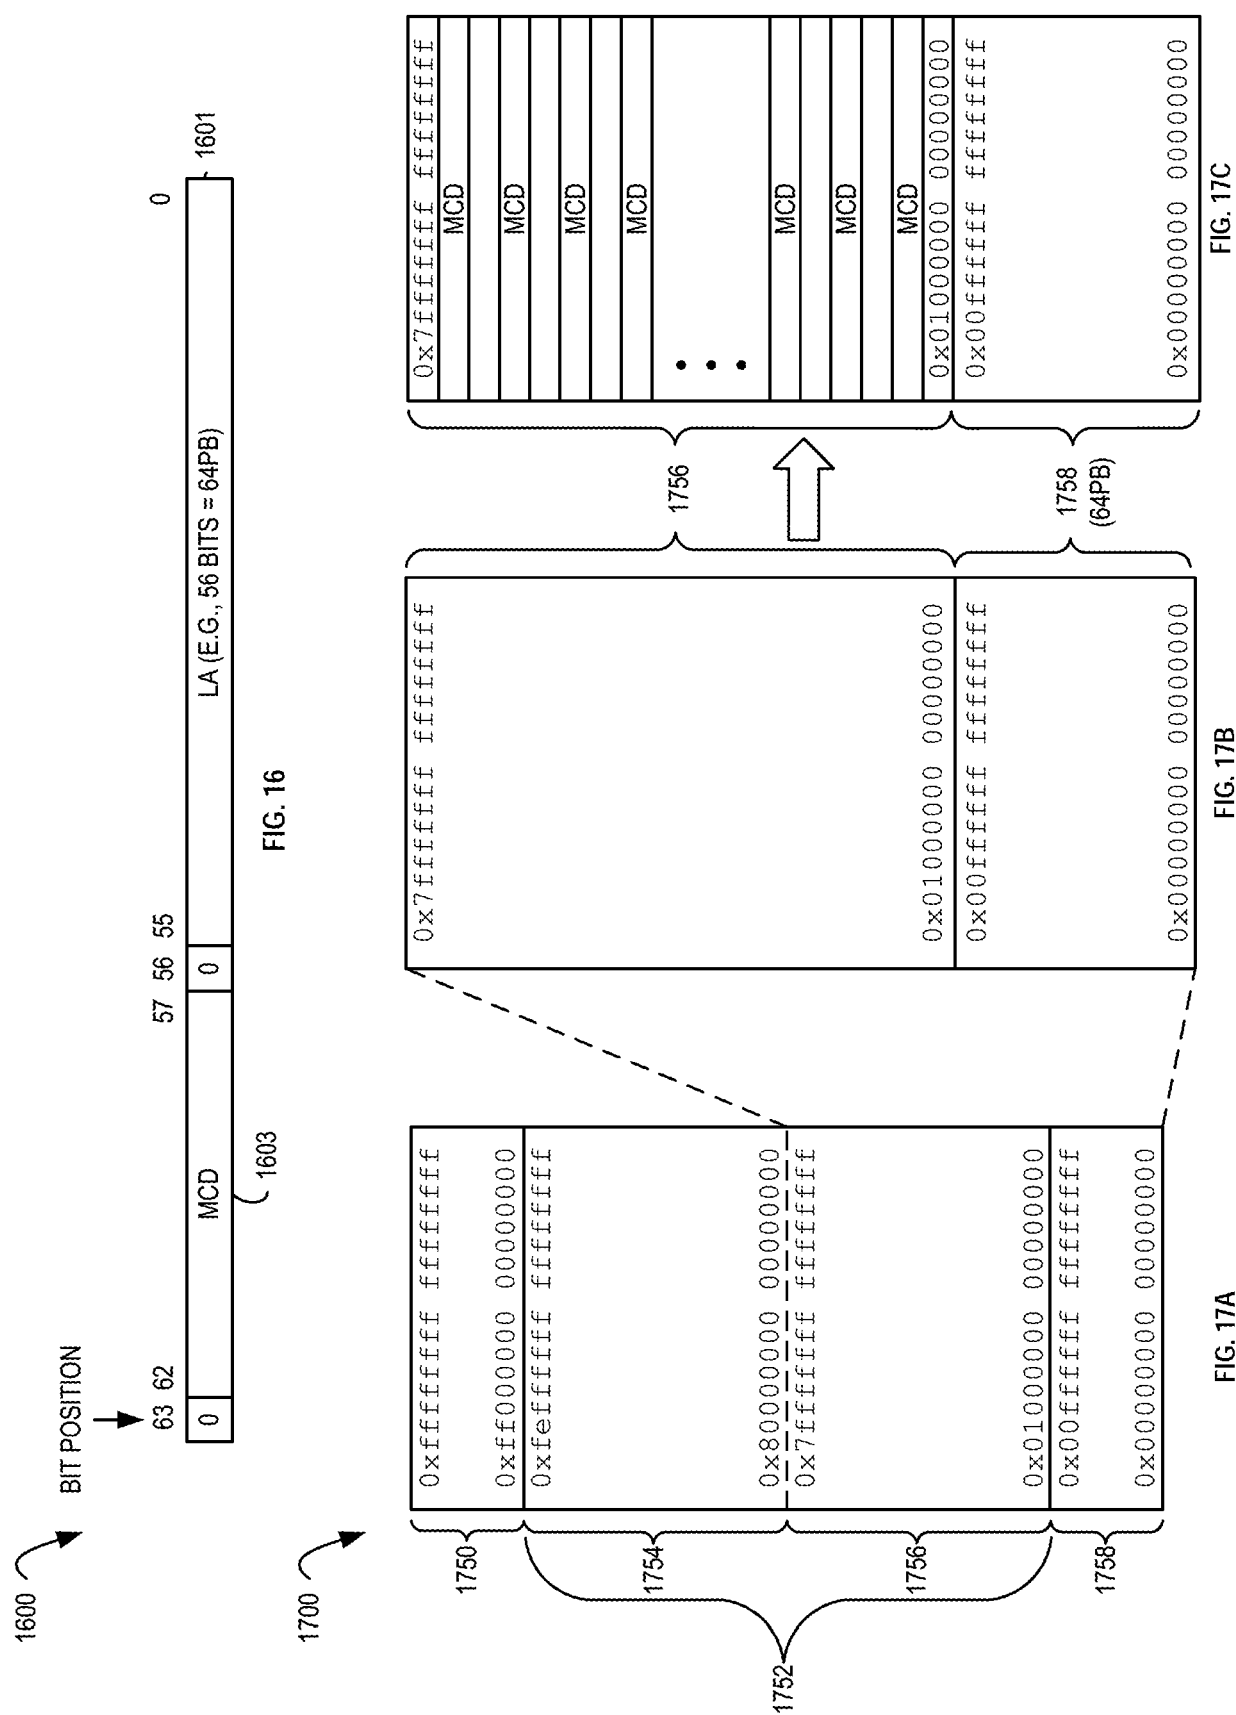 1600
BIT POSITION
63 62 57 56 55 0
0 MCD 0 LA (E.G., 56 BITS = 64PB)
1601
1603
FIG. 16
1700
1750
1752
1754
1756
1758
0xffffffff ffffffff
0xff000000 00000000
0xfeffffff ffffffff
0x80000000 00000000
0x7fffffff ffffffff
0x01000000 00000000
0x00ffffff ffffffff
0x00000000 00000000
FIG. 17A
0x7fffffff ffffffff
0x01000000 00000000
0x00ffffff ffffffff
0x00000000 00000000
FIG. 17B
1756
1758
(64PB)
0x7fffffff ffffffff
MCD
MCD
MCD
MCD
MCD
MCD
MCD
0x01000000 00000000
0x00ffffff ffffffff
0x00000000 00000000
FIG. 17C